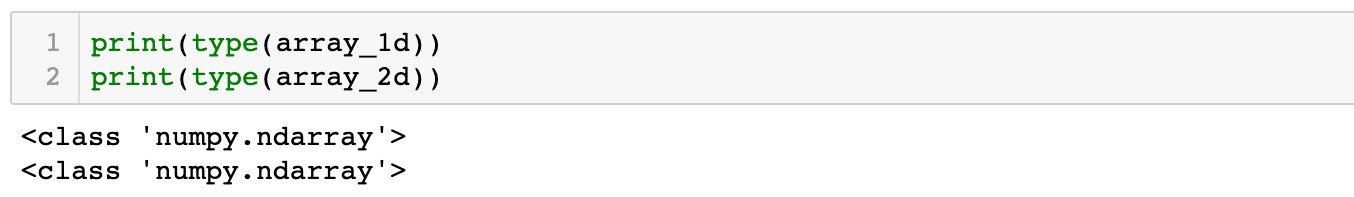 1 print(type(array_1d))
2 print(type(array_2d))
<class 'numpy.ndarray'>
<class 'numpy.ndarray'>